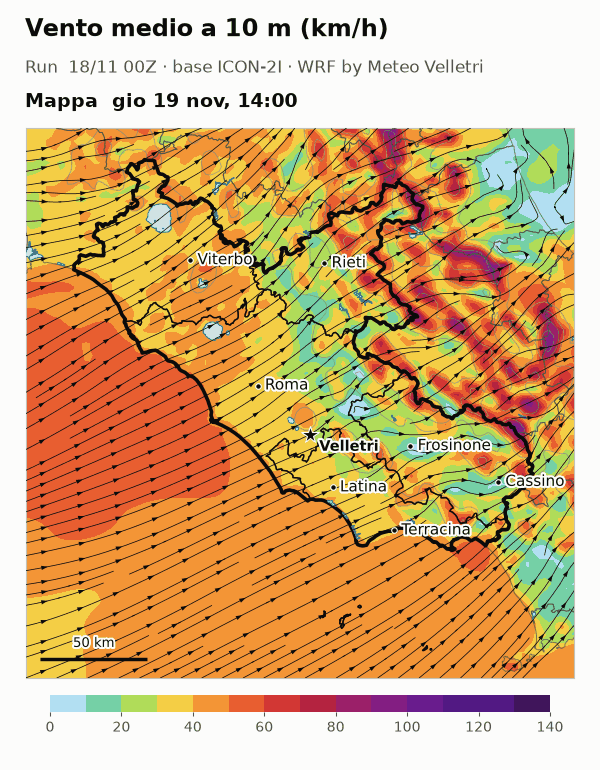 Vento medio a 10 m (km/h)
Run 18/11 00Z · base ICON-2I · WRF by Meteo Velletri
Mappa gio 19 nov, 14:00
Viterbo
Rieti
Roma
Velletri
Frosinone
Latina
Cassino
Terracina
50 km
0 20 40 60 80 100 120 140